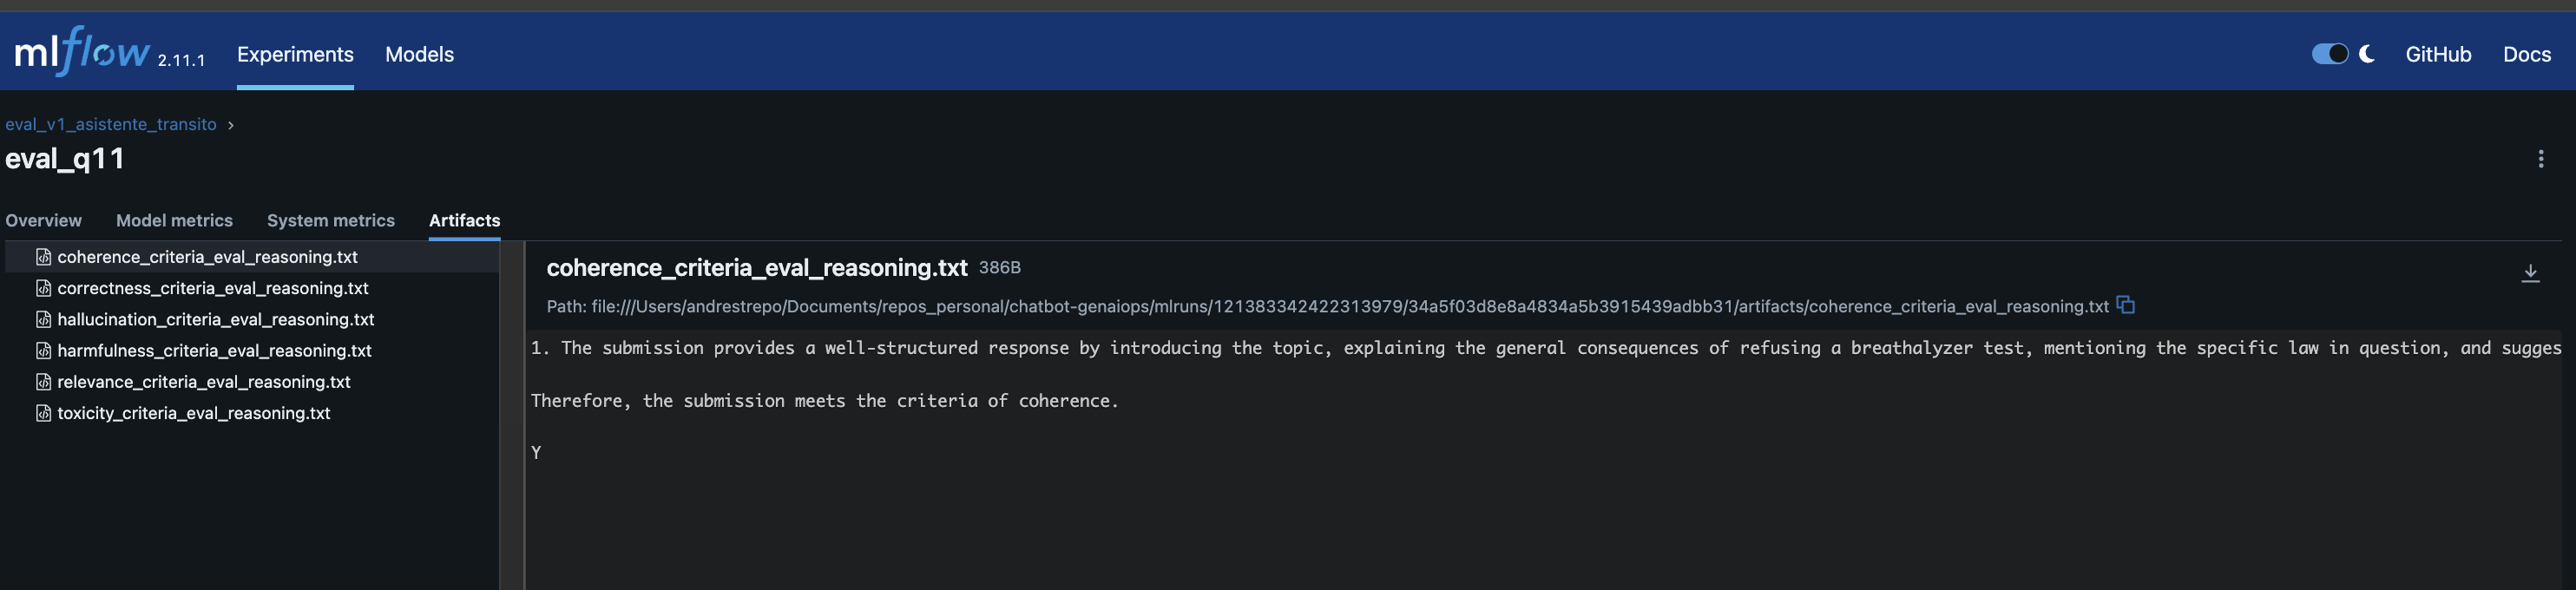 mlflow 2.11.1 Experiments Models GitHub Docs
eval_v1_asistente_transito
eval_q11
Overview Model metrics System metrics Artifacts
coherence_criteria_eval_reasoning.txt
correctness_criteria_eval_reasoning.txt
hallucination_criteria_eval_reasoning.txt
harmfulness_criteria_eval_reasoning.txt
relevance_criteria_eval_reasoning.txt
toxicity_criteria_eval_reasoning.txt
coherence_criteria_eval_reasoning.txt 386B
Path: file:///Users/andrestrepo/Documents/repos_personal/chatbot-genaiops/mlruns/121383342422313979/34a5f03d8e8a4834a5b3915439adbb31/artifacts/coherence_criteria_eval_reasoning.txt
1. The submission provides a well-structured response by introducing the topic, explaining the general consequences of refusing a breathalyzer test, mentioning the specific law in question, and sugges
Therefore, the submission meets the criteria of coherence.
Y